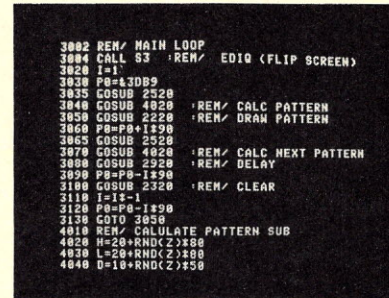 3002 REM/ MAIN LOOP
3004 CALL S3 :REM/ EDIQ (FLIP SCREEN)
3020 I=1
3030 P0=&3DB9
3035 GOSUB 2520
3040 GOSUB 4020 :REM/ CALC PATTERN
3050 GOSUB 2220 :REM/ DRAW PATTERN
3060 P0=P0+I*90
3065 GOSUB 2520
3070 GOSUB 4020 :REM/ CALC NEXT PATTERN
3080 GOSUB 2920 :REM/ DELAY
3090 P0=P0-I*90
3100 GOSUB 2320 :REM/ CLEAR
3110 I=I*-1
3120 P0=P0-I*90
3130 GOTO 3050
4010 REM/ CALULATE PATTERN SUB
4020 H=20+RND(Z)*80
4030 L=20+RND(Z)*80
4040 D=10+RND(Z)*50